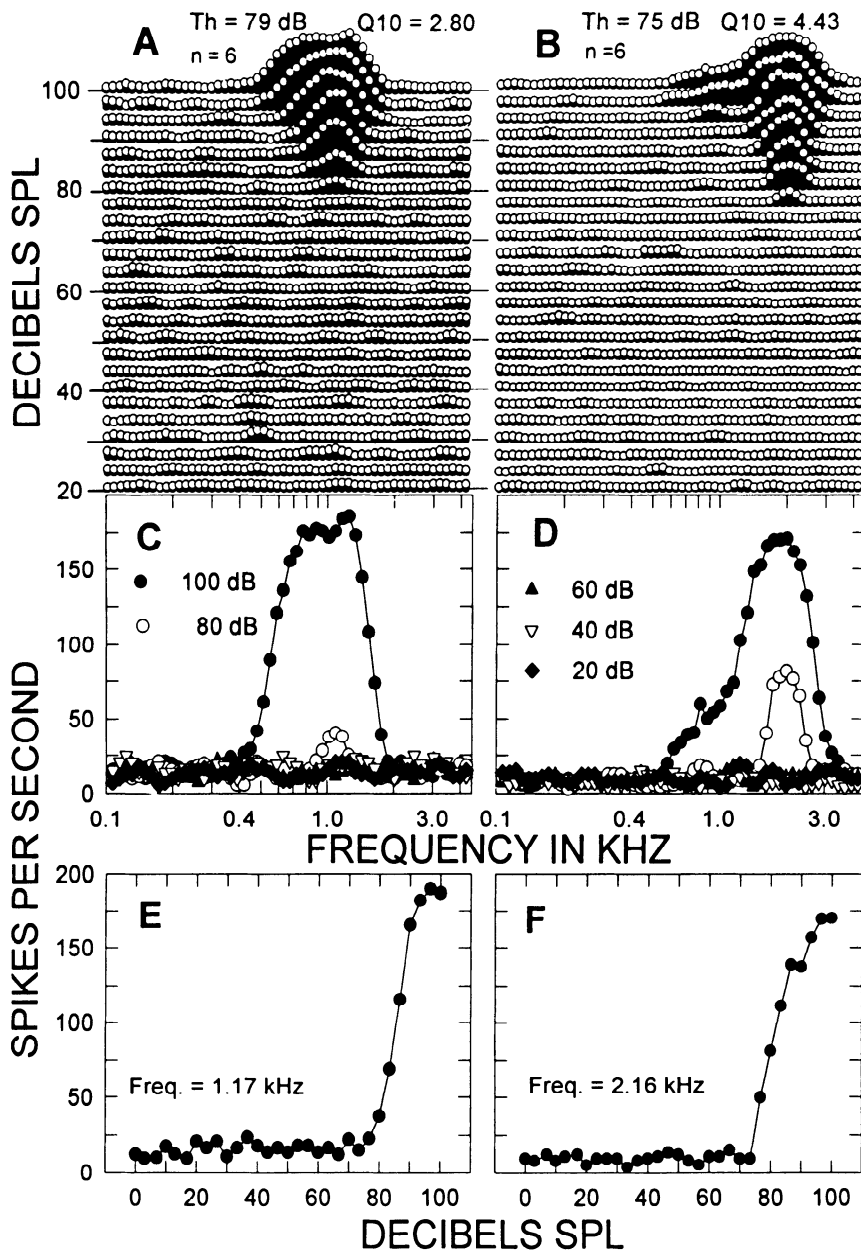 A
Th = 79 dB
Q10 = 2.80
n = 6
B
Th = 75 dB
Q10 = 4.43
n=6
DECIBELS SPL
100
80
60
40
20
C
100 dB
80 dB
D
60 dB
40 dB
20 dB
150
100
50
0
0.1
0.4
1.0
3.0
0.1
0.4
1.0
3.0
FREQUENCY IN KHZ
SPIKES PER SECOND
200
150
100
50
0
E
Freq. = 1.17 kHz
F
Freq. = 2.16 kHz
0
20
40
60
80
100
0
20
40
60
80
100
DECIBELS SPL